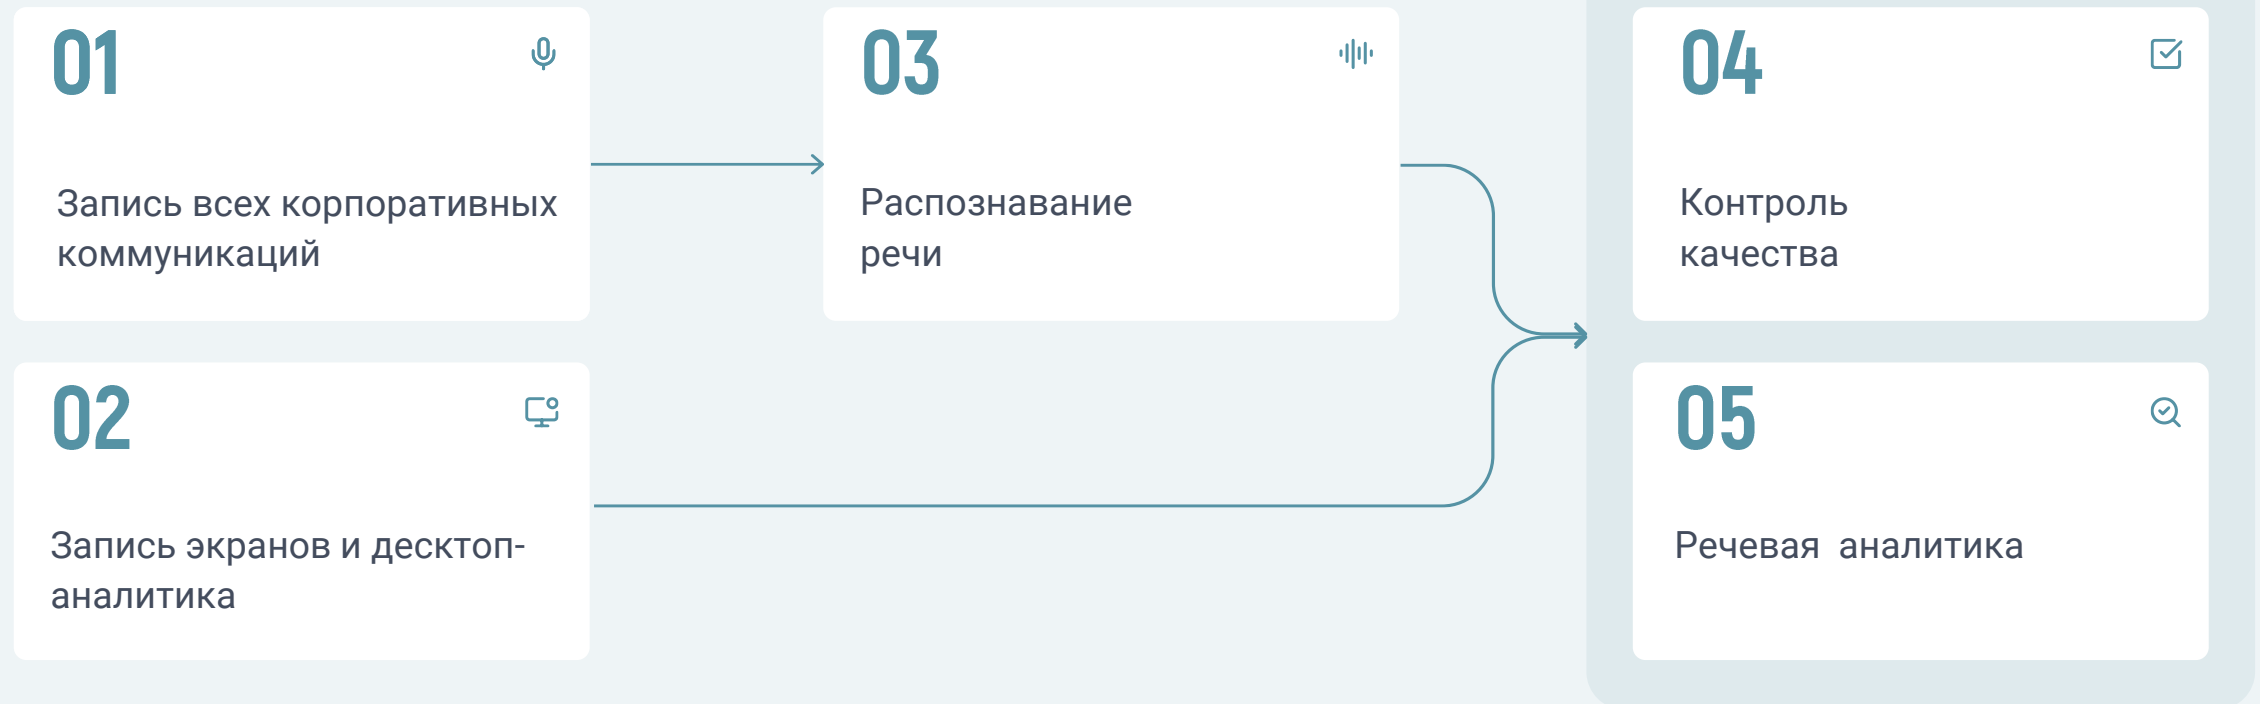 01
Запись всех корпоративных
коммуникаций
02
Запись экранов и десктоп-
аналитика
03
Распознавание
речи
04
Контроль
качества
05
Речевая аналитика